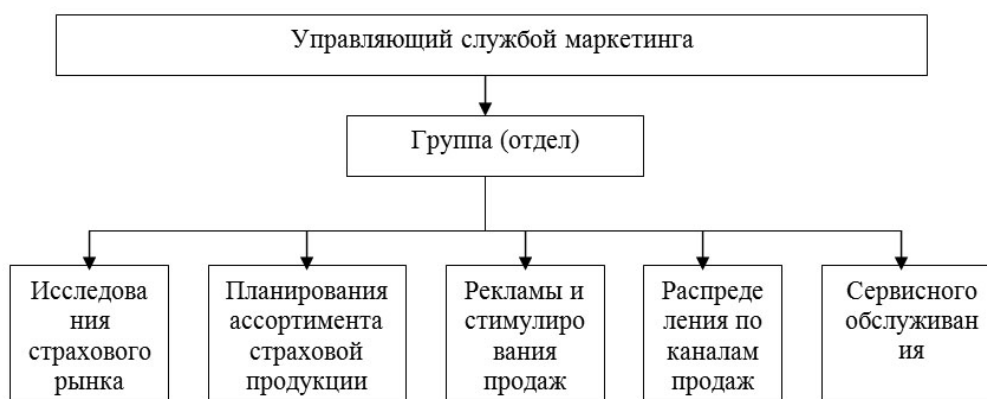 Управляющий службой маркетинга
Группа (отдел)
Исследова
ния
страхового
рынка
Планирования
ассортимента
страховой
продукции
Рекламы и
стимулиро
вания
продаж
Распреде
ления по
каналам
продаж
Сервисного
обслуживан
ия